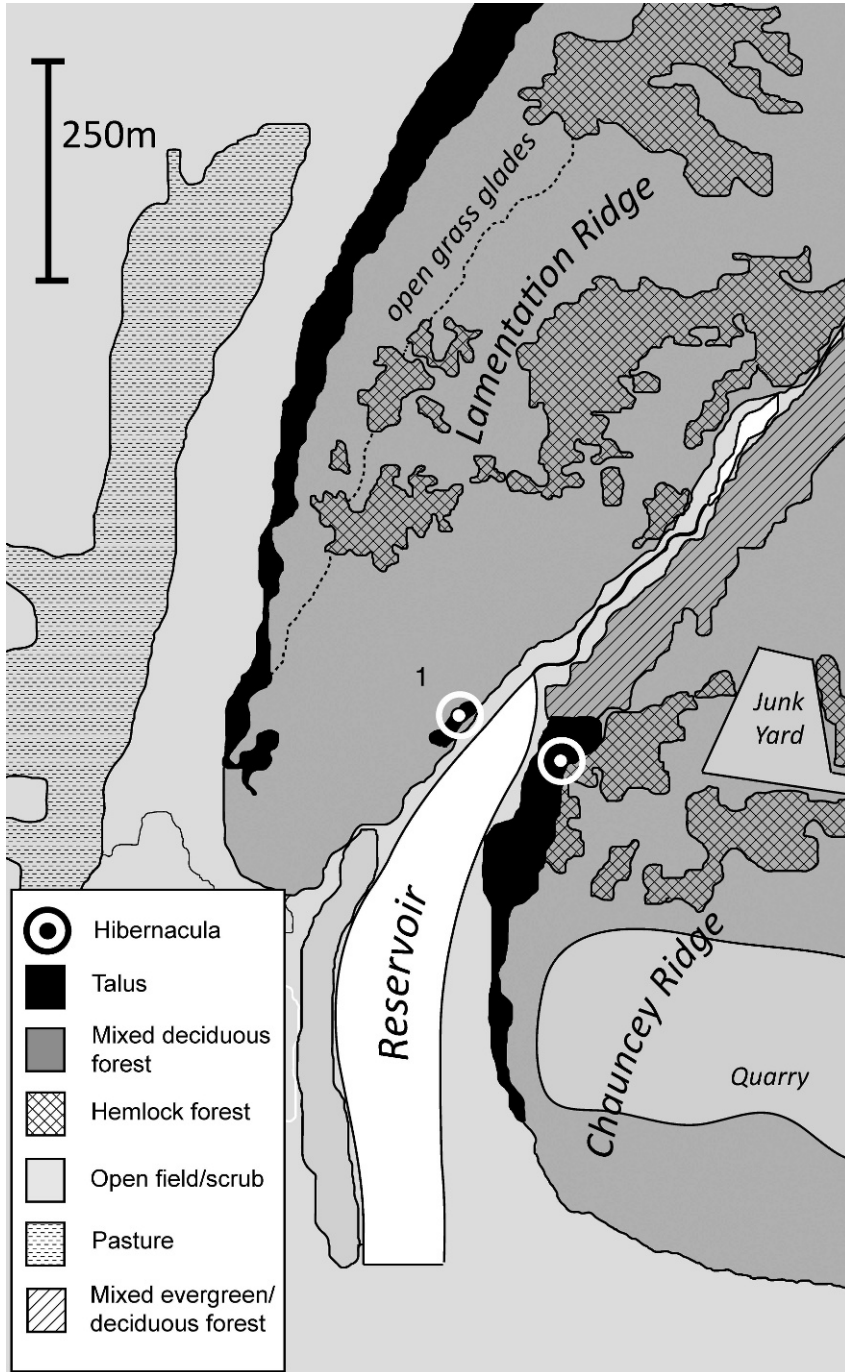 250m
open grass glades
Lamentation Ridge
1
Junk
Yard
Reservoir
Chauncey Ridge
Quarry
Hibernacula
Talus
Mixed deciduous
forest
Hemlock forest
Open field/scrub
Pasture
Mixed evergreen/
deciduous forest